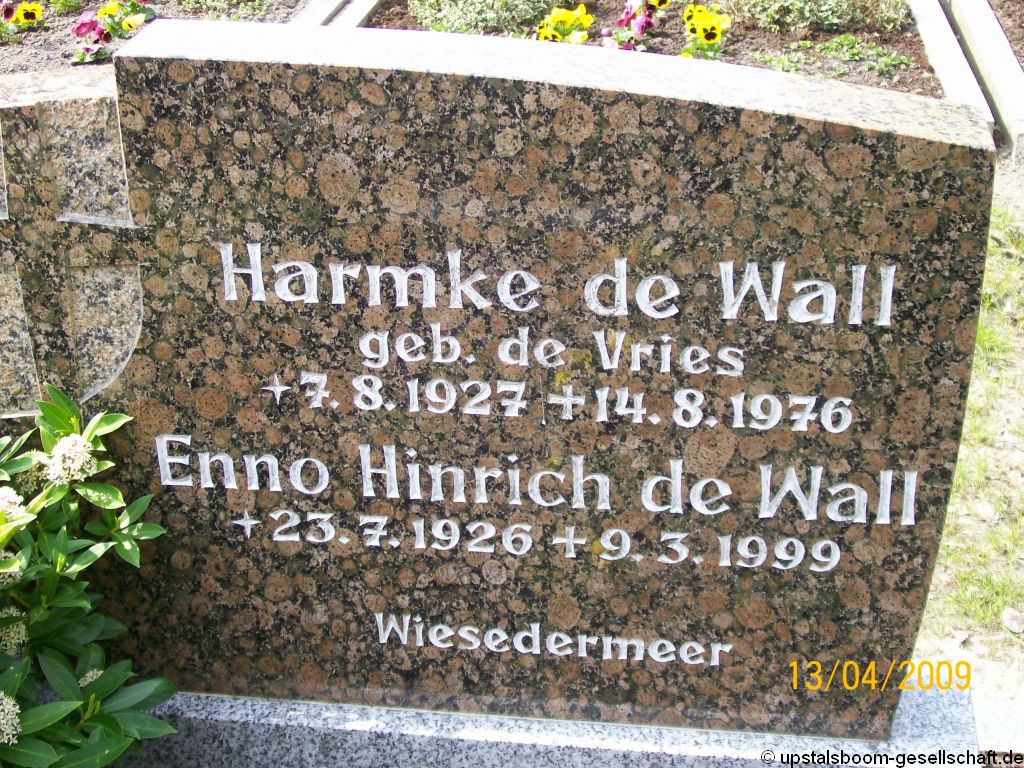 Harmke de Wall
geb. de Vries
+7.8.1927 +14.8.1976
Enno Hinrich de Wall
+23.7.1926 +9.3.1999
Wiesedermeer
13/04/2009
© upstalsboom-gesellschaft.de